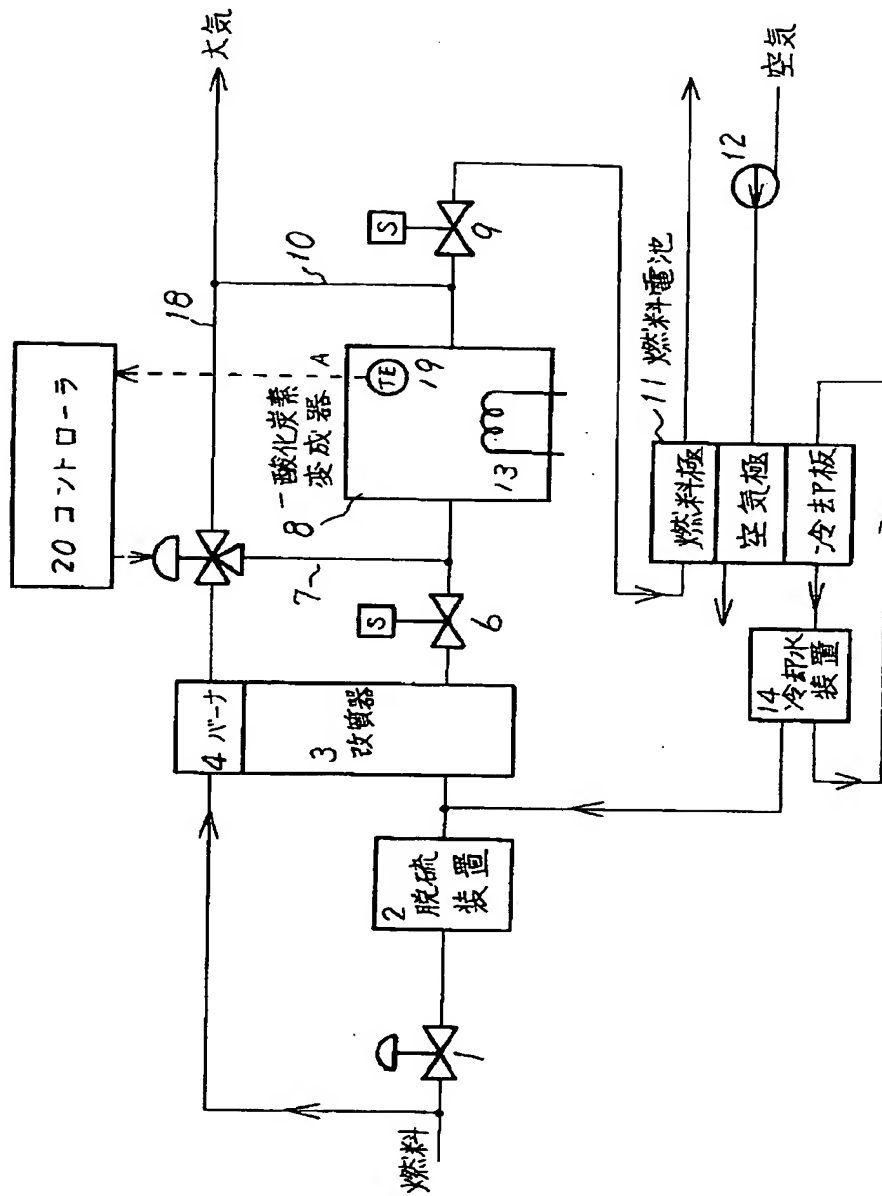 大気
18
10
20 コントローラ
A
一酸化炭素
変成器
TE
19
8
13
S
9
7
S
6
4 バーナ
3
改質器
2
脱硫
装置
1
燃料
11 燃料電池
燃料極
空気極
冷却板
12
空気
14
冷却水
装置